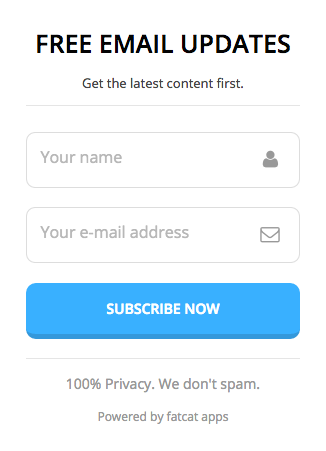 FREE EMAIL UPDATES
Get the latest content first.
Your name
Your e-mail address
SUBSCRIBE NOW
100% Privacy. We don't spam.
Powered by fatcat apps